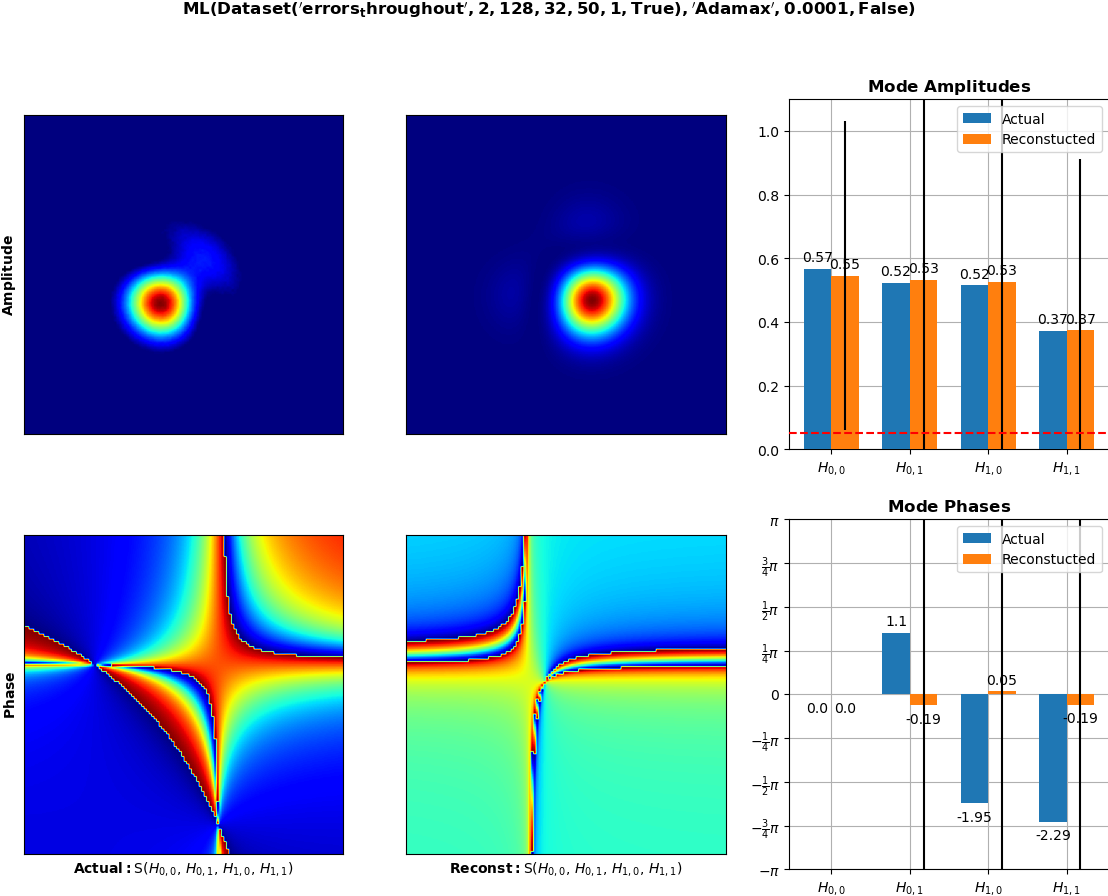 ML(Dataset('errors_throughout', 2, 128, 32, 50, 1, True), 'Adamax', 0.0001, False)
Amplitude
Mode Amplitudes
Actual
Reconstucted
1.0
0.8
0.6
0.4
0.2
0.0
0.57
0.55
0.52
0.53
0.52
0.53
0.37
0.37
H0,0
H0,1
H1,0
H1,1
Phase
Actual: S(H0,0, H0,1, H1,0, H1,1)
Reconst: S(H0,0, H0,1, H1,0, H1,1)
Mode Phases
Actual
Reconstucted
π
3/4π
1/2π
1/4π
0
−1/4π
−1/2π
−3/4π
−π
0.0
0.0
1.1
-0.19
-1.95
0.05
-2.29
-0.19
H0,0
H0,1
H1,0
H1,1